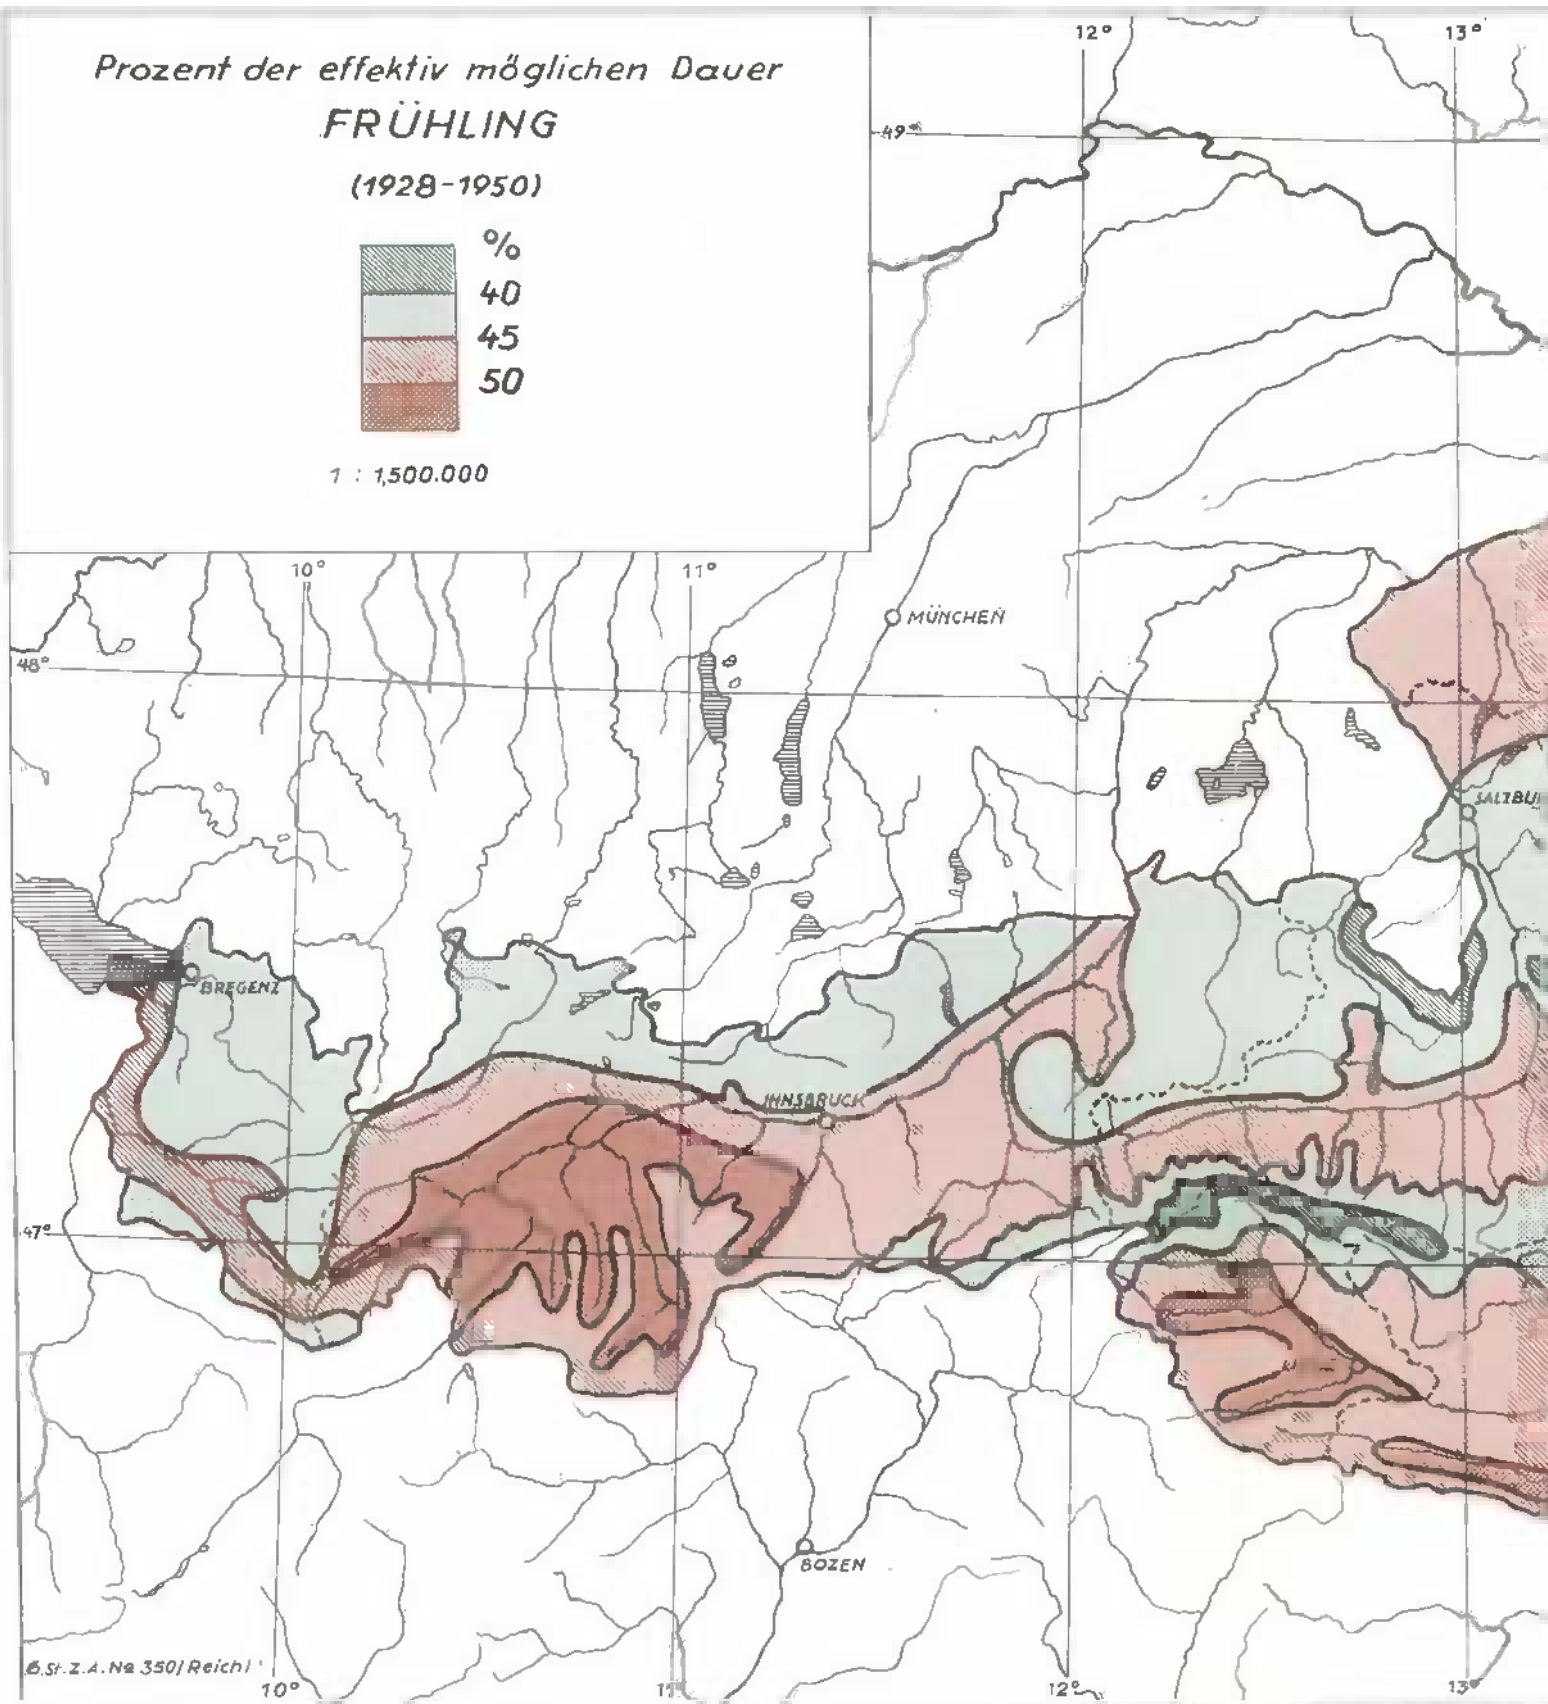 Prozent der effektiv möglichen Dauer
FRÜHLING
(1928-1950)
%
40
45
50
1 : 1,500.000
12°
13°
49°
10°
11°
MÜNCHEN
48°
SALZBU
BREGENZ
INNSBRUCK
47°
BOZEN
Ö.St.Z.A. No 350/Reichl
10°
11°
12°
13°